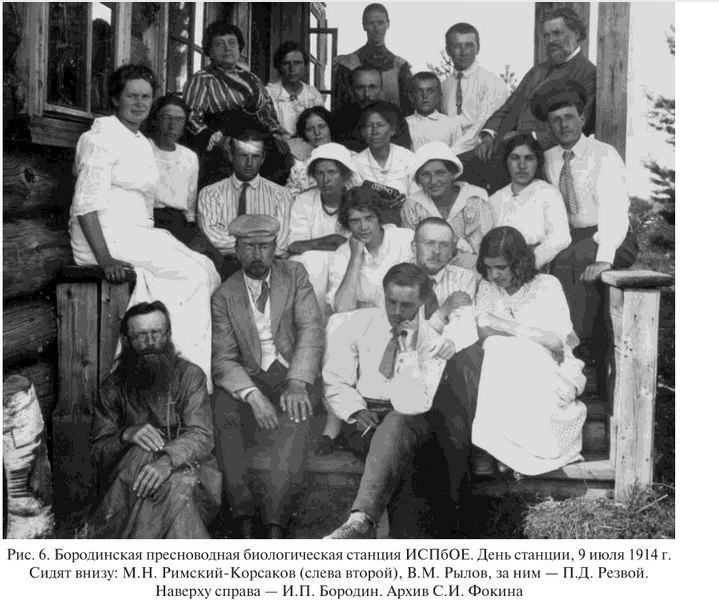 Рис. 6. Бородинская пресноводная биологическая станция ИСПбОЕ. День станции, 9 июля 1914 г.
Сидят внизу: М.Н. Римский-Корсаков (слева второй), В.М. Рылов, за ним — П.Д. Резвой.
Наверху справа — И.П. Бородин. Архив С.И. Фокина